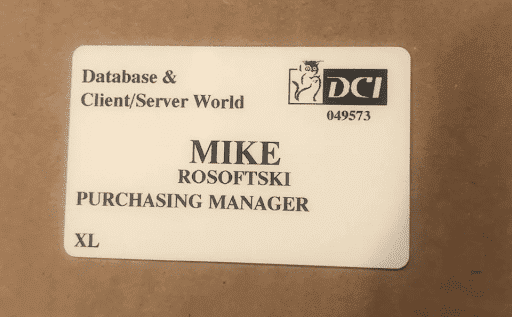 Database &
Client/Server World
DCI
049573
MIKE
ROSOFTSKI
PURCHASING MANAGER
XL